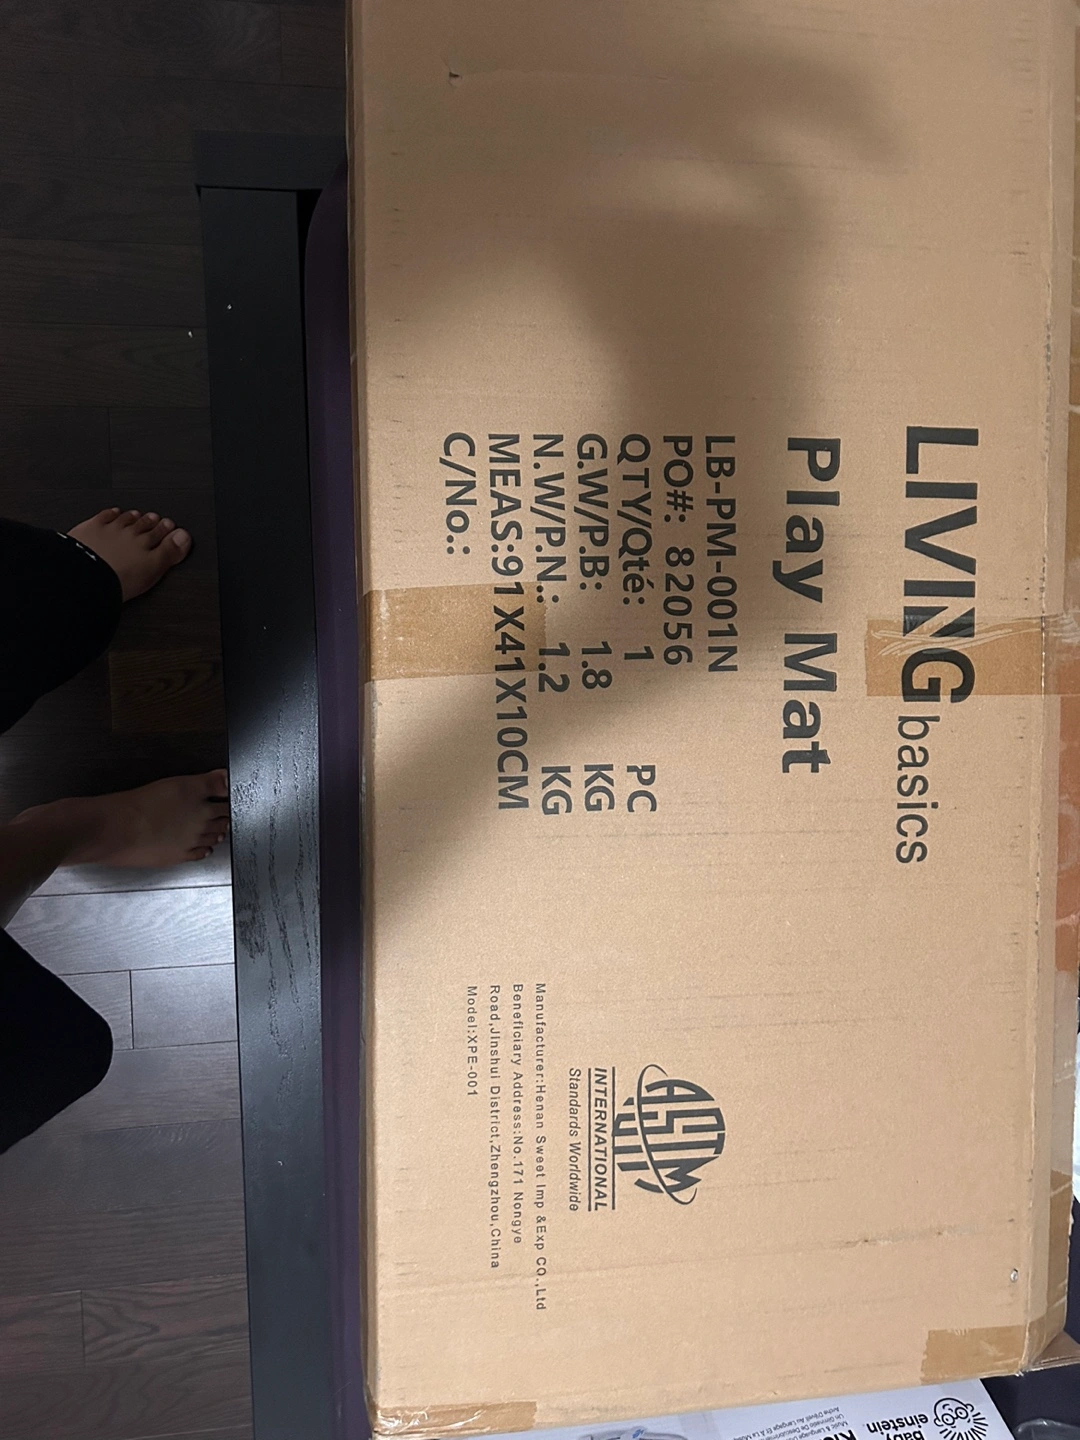 LIVING basics
Play Mat
LB-PM-001N
PO#: 82056
QTY/Qté: 1 PC
G.W/P.B: 1.8 KG
N.W/P.N.: 1.2 KG
MEAS:91X41X10CM
C/No.:
ASTM
INTERNATIONAL
Standards Worldwide
Manufacturer:Henan Sweet Imp &Exp CO.,Ltd
Beneficiary Address:No.171 Nongye
Road,Jinshui District,Zhengzhou,China
Model:XPE-001
baby
einstein